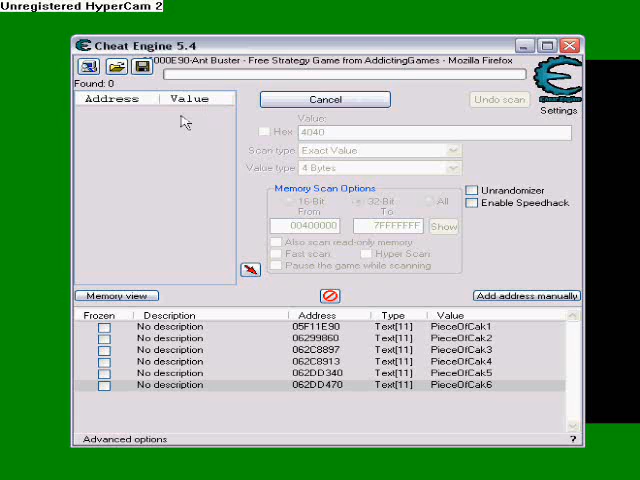 Unregistered HyperCam 2
Cheat Engine 5.4
000E90-Ant Buster - Free Strategy Game from AddictingGames - Mozilla Firefox
Found: 0
Address Value
Cancel
Undo scan
Settings
Value:
Hex 4040
Scan type Exact Value
Value type 4 Bytes
Memory Scan Options
16-Bit 32-Bit All
From To
00400000 7FFFFFFF Show
Also scan read-only memory
Fast scan Hyper Scan
Pause the game while scanning
Unrandomizer
Enable Speedhack
Memory view
Add address manually
Frozen Description Address Type Value
No description 05F11E90 Text[11] PieceOfCak1
No description 06299860 Text[11] PieceOfCak2
No description 062C8897 Text[11] PieceOfCak3
No description 062C8913 Text[11] PieceOfCak4
No description 062DD340 Text[11] PieceOfCak5
No description 062DD470 Text[11] PieceOfCak6
Advanced options ?